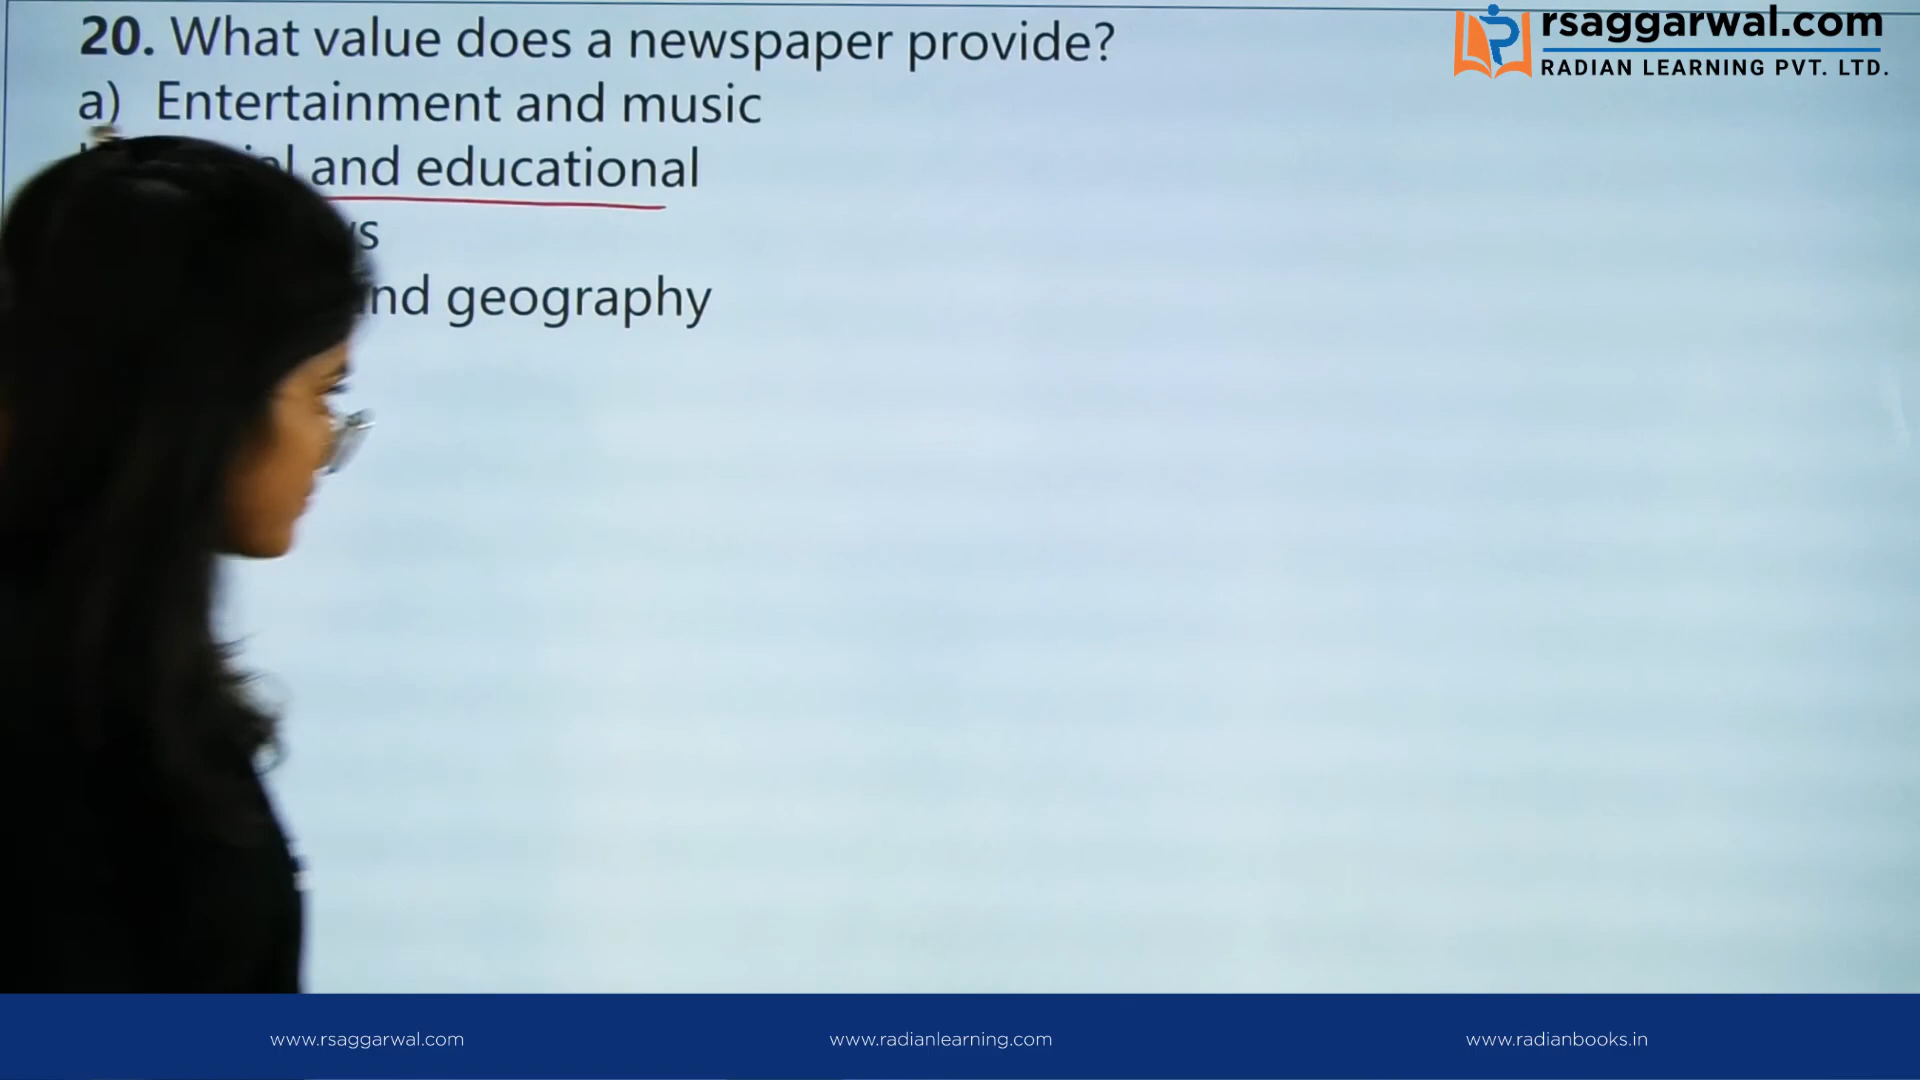 20. What value does a newspaper provide?
a) Entertainment and music
and educational
and geography
rsaggarwal.com
RADIAN LEARNING PVT. LTD.
www.rsaggarwal.com www.radianlearning.com www.radianbooks.in